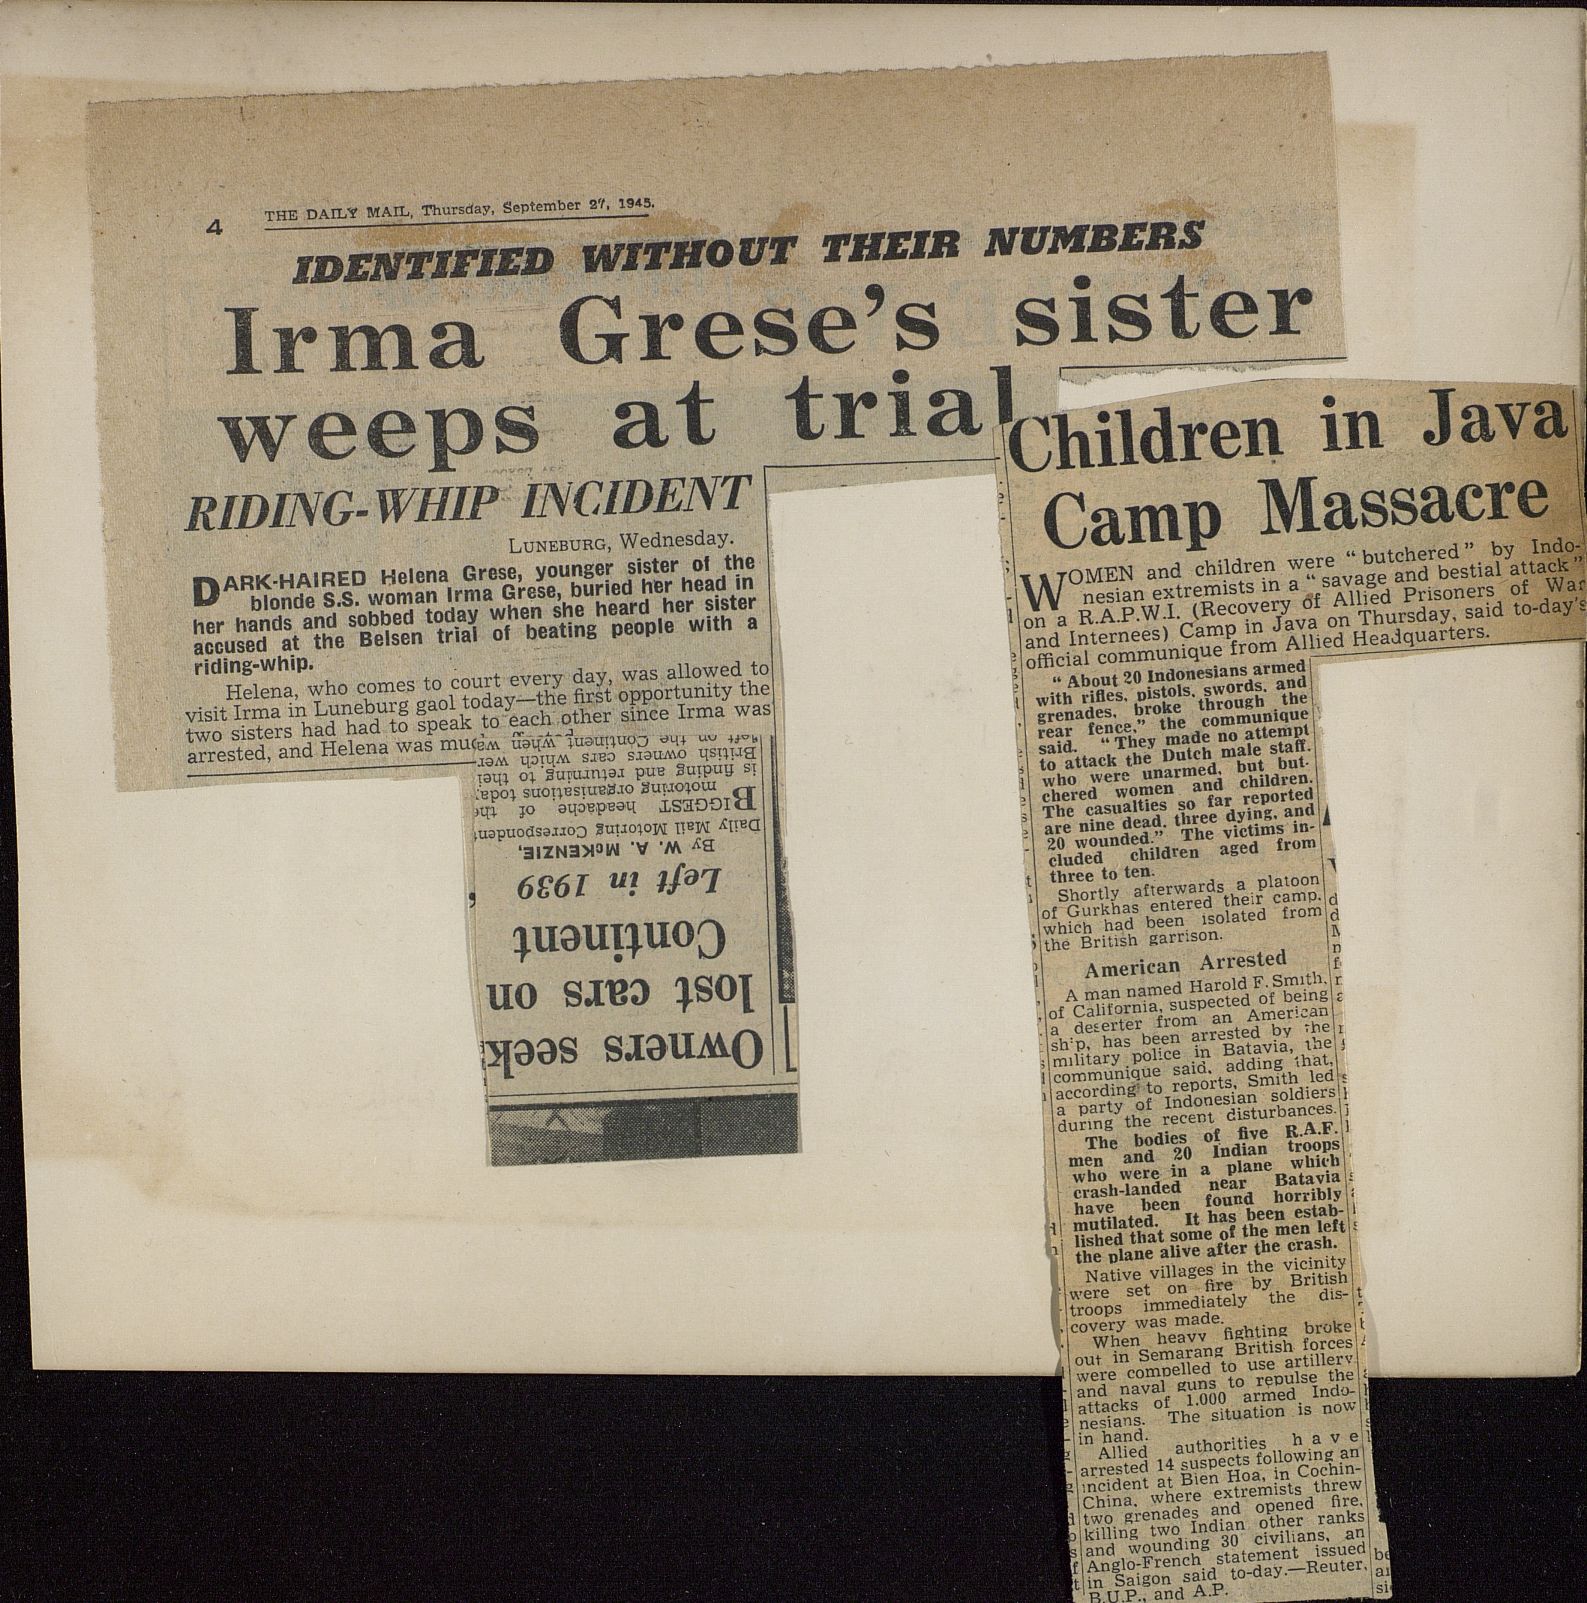 4
THE DAILY MAIL, Thursday, September 27, 1945.
IDENTIFIED WITHOUT THEIR NUMBERS
Irma Grese's sister
weeps at trial
RIDING-WHIP INCIDENT
LUNEBURG, Wednesday.
DARK-HAIRED Helena Grese, younger sister of the
blonde S.S. woman Irma Grese, buried her head in
her hands and sobbed today when she heard her sister
accused at the Belsen trial of beating people with a
riding-whip.
Helena, who comes to court every day, was allowed to
visit Irma in Luneburg gaol today—the first opportunity the
two sisters had had to speak to each other since Irma was
arrested, and Helena was
Owners seek
lost cars on
Continent
Left in 1939
By W. A. McKENZIE,
Daily Mail Motoring Correspondent
BIGGEST headache of the
motoring organisations today
is finding and returning to their
British owners cars which were
left on the Continent when
Children in Java
Camp Massacre
WOMEN and children were "butchered" by Indo-
nesian extremists in a "savage and bestial attack"
on a R.A.P.W.I. (Recovery of Allied Prisoners of War
and Internees) Camp in Java on Thursday, said to-day's
official communique from Allied Headquarters.
"About 20 Indonesians armed
with rifles, pistols, swords, and
grenades, broke through the
rear fence," the communique
said. "They made no attempt
to attack the Dutch male staff,
who were unarmed, but but-
chered women and children.
The casualties so far reported
are nine dead, three dying, and
20 wounded." The victims in-
cluded children aged from
three to ten.
Shortly afterwards a platoon
of Gurkhas entered their camp,
which had been isolated from
the British garrison.
American Arrested
A man named Harold F. Smith,
of California, suspected of being
a deserter from an American
ship, has been arrested by the
military police in Batavia, the
communique said, adding that,
according to reports, Smith led
a party of Indonesian soldiers
during the recent disturbances.
The bodies of five R.A.F.
men and 20 Indian troops
who were in a plane which
crash-landed near Batavia
have been found horribly
mutilated. It has been estab-
lished that some of the men left
the plane alive after the crash.
Native villages in the vicinity
were set on fire by British
troops immediately the dis-
covery was made.
When heavy fighting broke
out in Semarang British forces
were compelled to use artillery
and naval guns to repulse the
attacks of 1,000 armed Indo-
nesians. The situation is now
in hand.
Allied authorities have
arrested 14 suspects following an
incident at Bien Hoa, in Cochin-
China, where extremists threw
two grenades and opened fire,
killing two Indian other ranks
and wounding 30 civilians, an
Anglo-French statement issued
in Saigon said to-day.—Reuter,
B.U.P., and A.P.